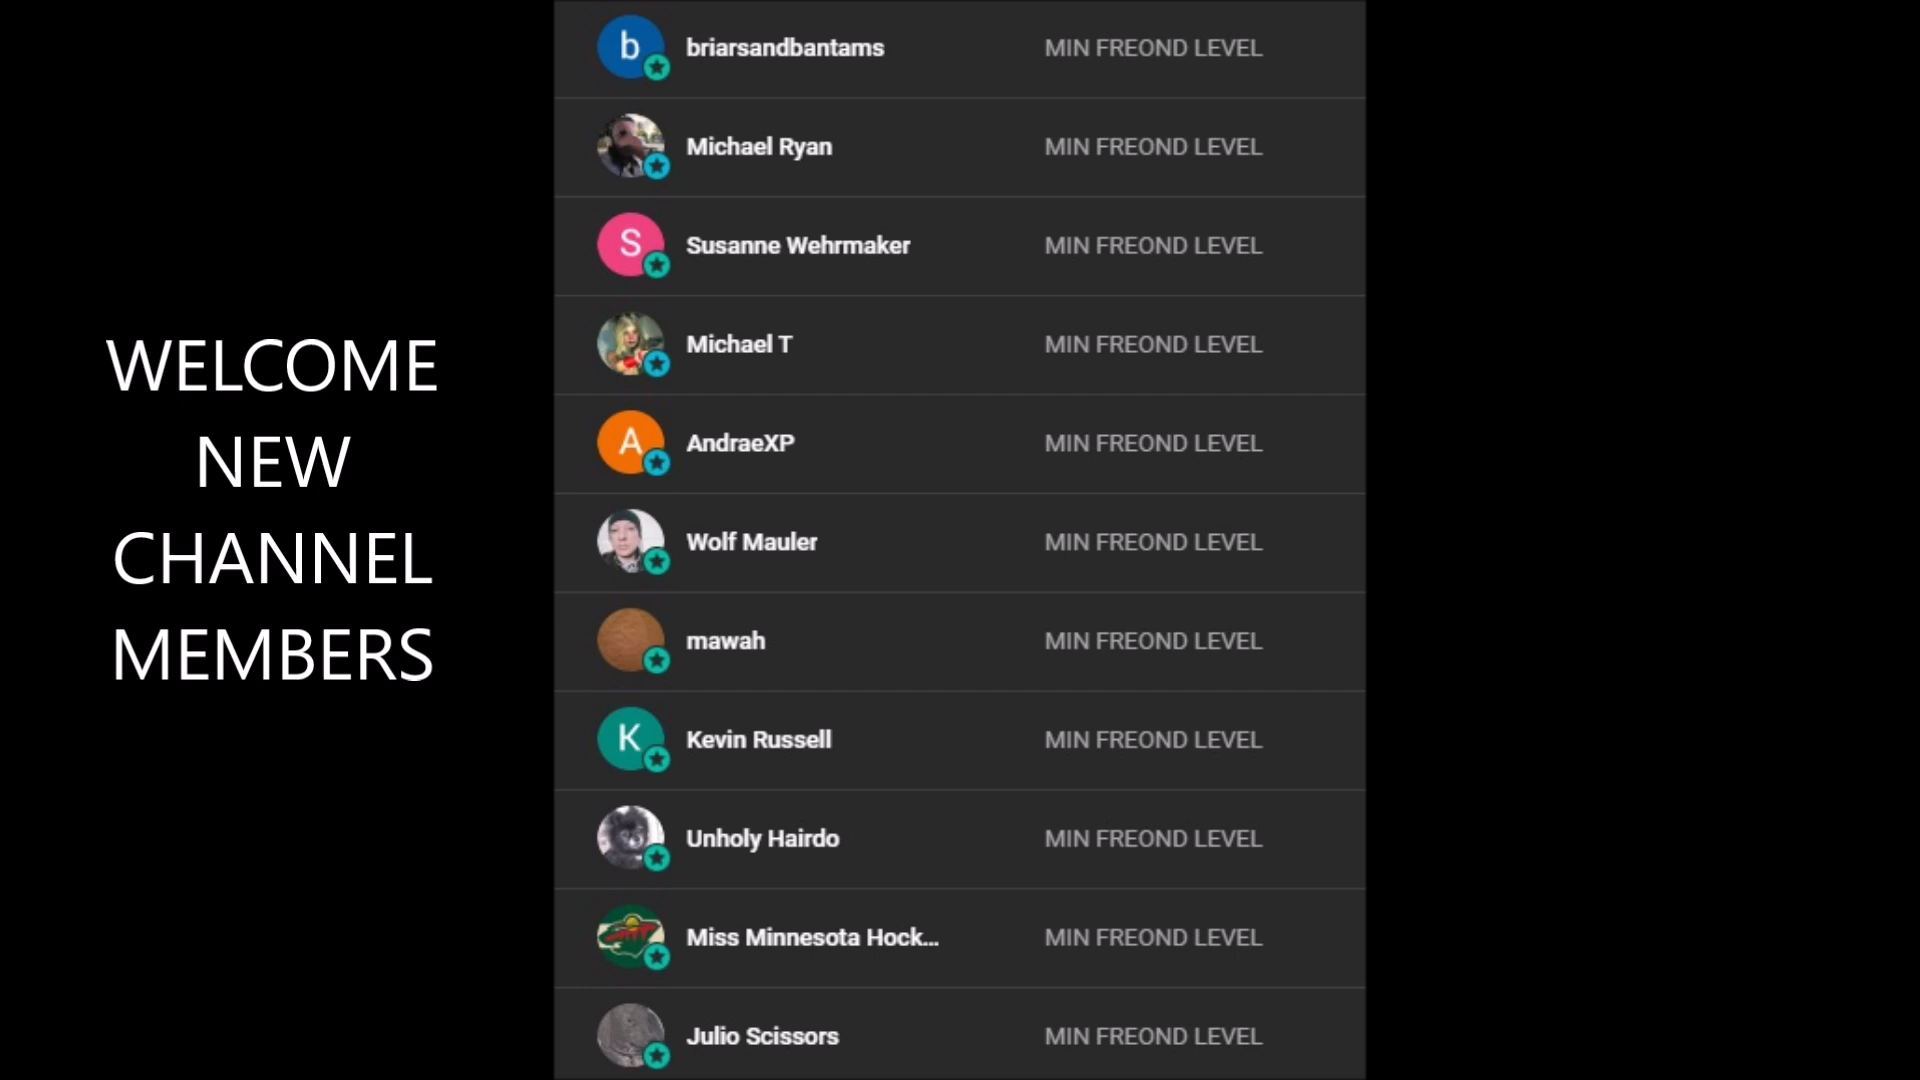 WELCOME
NEW
CHANNEL
MEMBERS
b briarsandbantams MIN FREOND LEVEL
Michael Ryan MIN FREOND LEVEL
S Susanne Wehrmaker MIN FREOND LEVEL
Michael T MIN FREOND LEVEL
A AndraeXP MIN FREOND LEVEL
Wolf Mauler MIN FREOND LEVEL
mawah MIN FREOND LEVEL
K Kevin Russell MIN FREOND LEVEL
Unholy Hairdo MIN FREOND LEVEL
Miss Minnesota Hock... MIN FREOND LEVEL
Julio Scissors MIN FREOND LEVEL